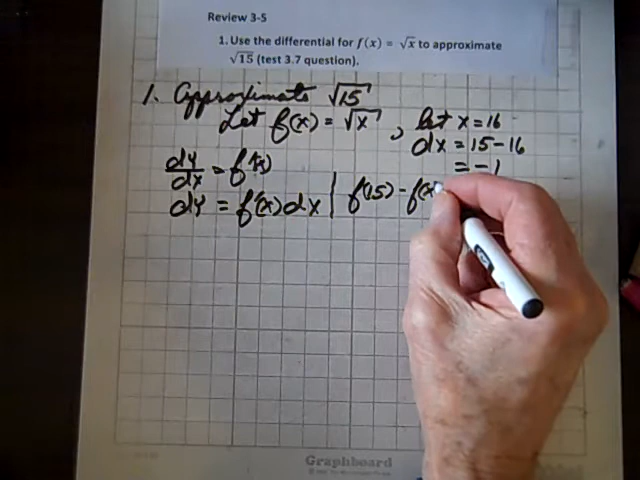 Review 3-5
1. Use the differential for f(x) = √x to approximate
√15 (test 3.7 question).
1. Approximate √15
Let f(x) = √x , let x = 16
dx = 15 - 16
= -1
dy/dx = f'(x)
dy = f'(x) dx | f(15) - f(x
Graphboard